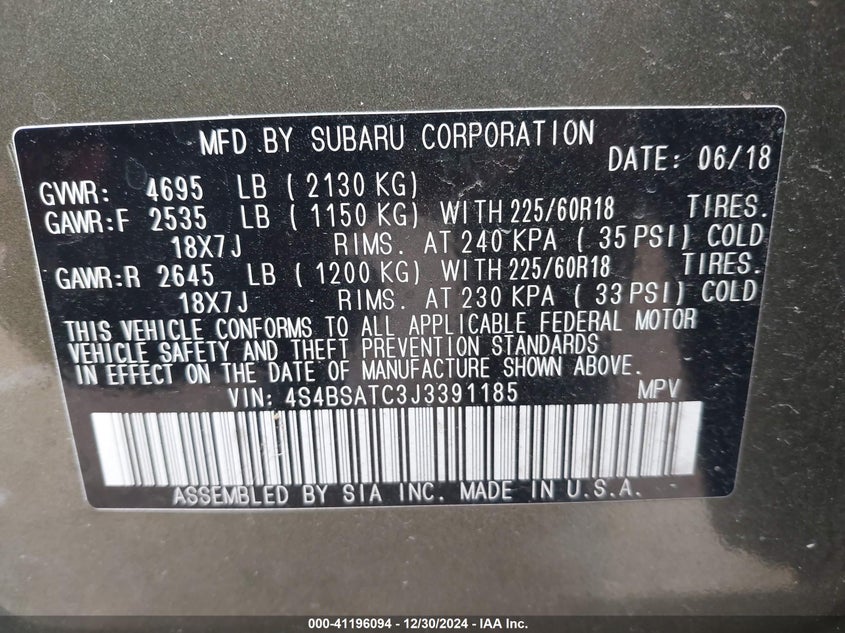 MFD BY SUBARU CORPORATION
DATE: 06/18
GVWR: 4695 LB ( 2130 KG)
GAWR:F 2535 LB ( 1150 KG) WITH 225/60R18 TIRES.
18X7J RIMS. AT 240 KPA ( 35 PSI) COLD
GAWR:R 2645 LB ( 1200 KG) WITH 225/60R18 TIRES.
18X7J RIMS. AT 230 KPA ( 33 PSI) COLD
THIS VEHICLE CONFORMS TO ALL APPLICABLE FEDERAL MOTOR
VEHICLE SAFETY AND THEFT PREVENTION STANDARDS
IN EFFECT ON THE DATE OF MANUFACTURE SHOWN ABOVE.
VIN: 4S4BSATC3J3391185 MPV
ASSEMBLED BY SIA INC. MADE IN U.S.A.
000-41196094 - 12/30/2024 - IAA Inc.